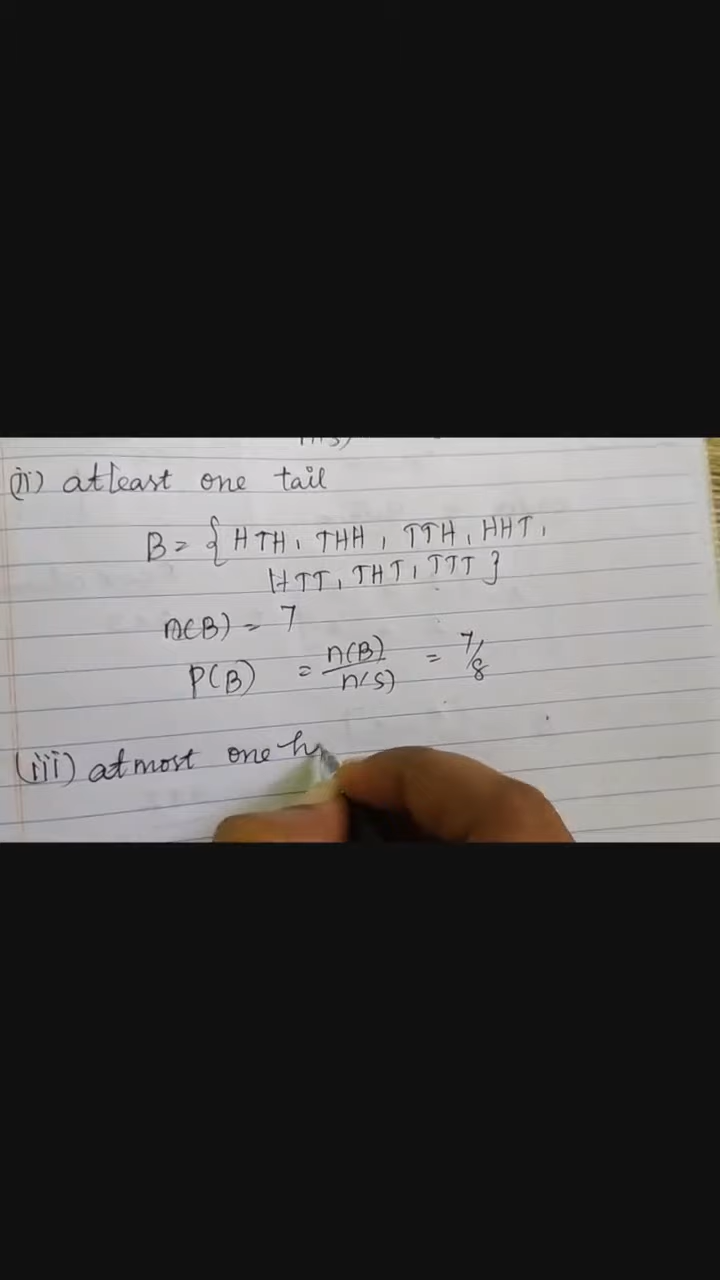 (ii) atleast one tail
B = { HTH, THH, TTH, HHT,
HTT, THT, TTT }
n(B) = 7
P(B) = n(B)/n(S) = 7/8
(iii) atmost one